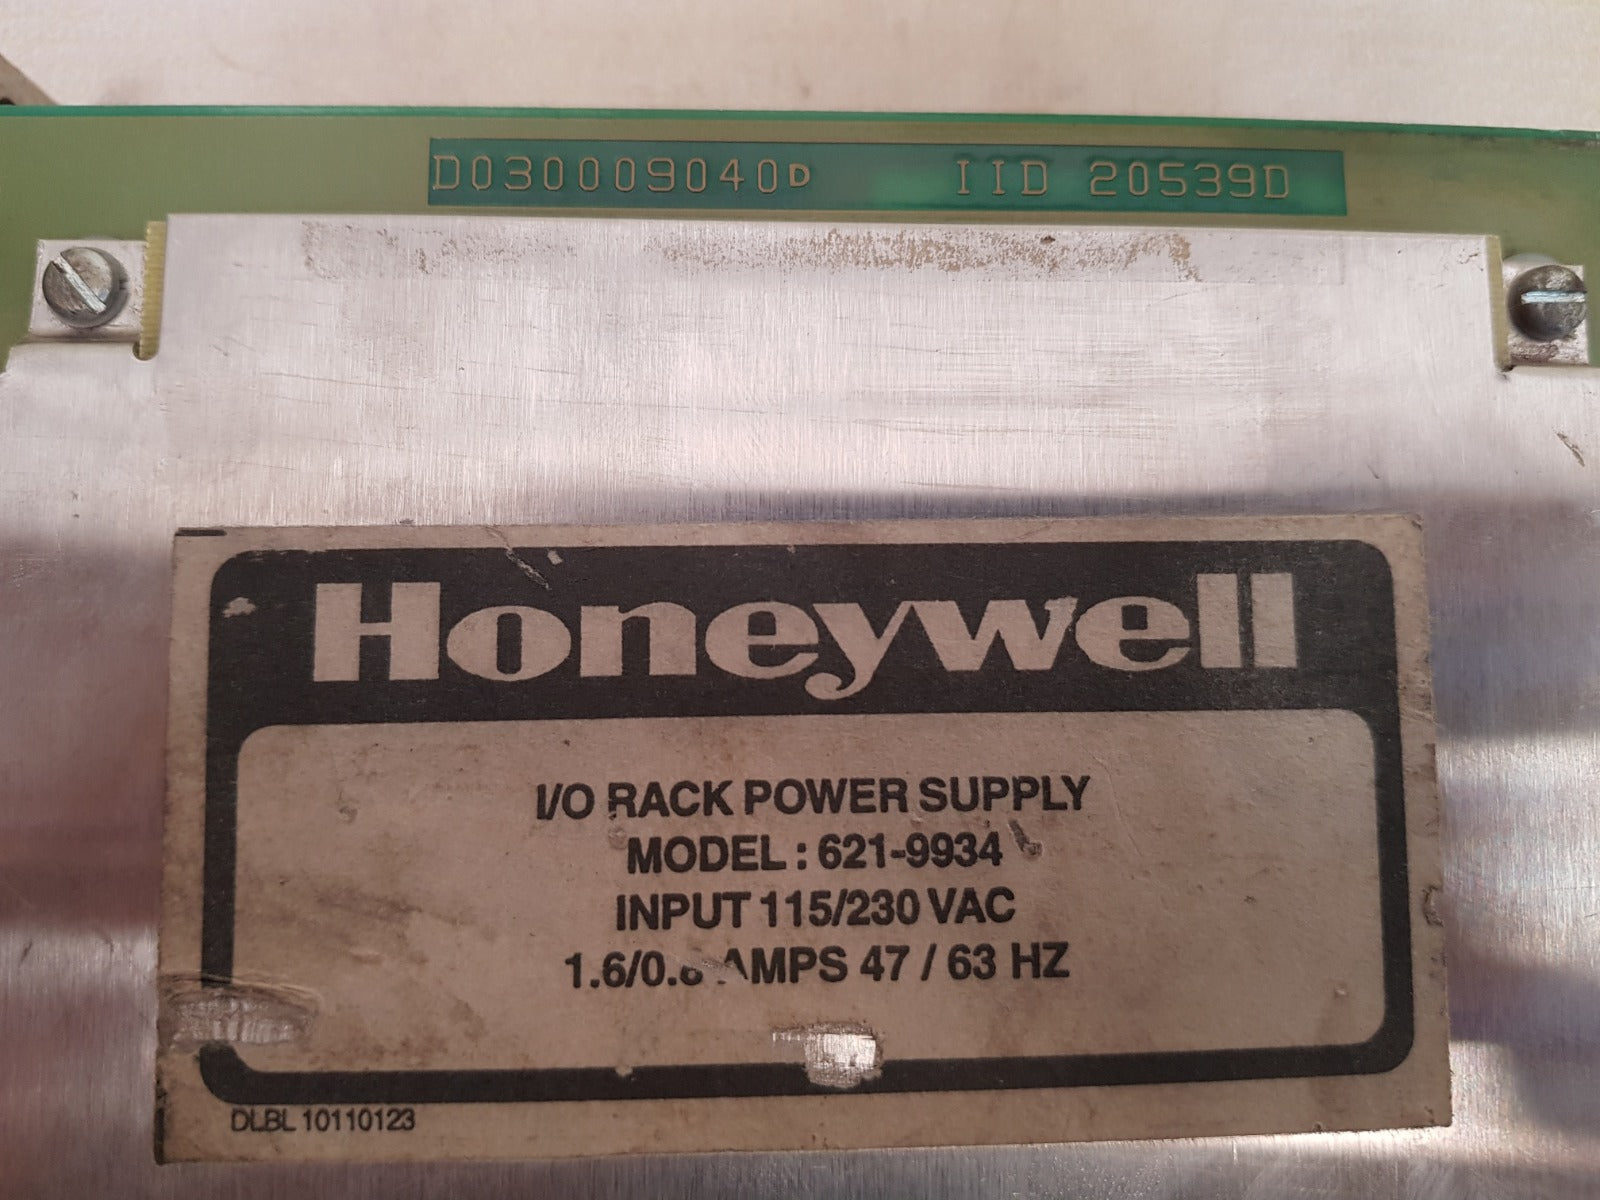 D030009040D IID 20539D
Honeywell
I/O RACK POWER SUPPLY
MODEL : 621-9934
INPUT 115/230 VAC
AMPS 47 / 63 HZ
DLBL 10110123